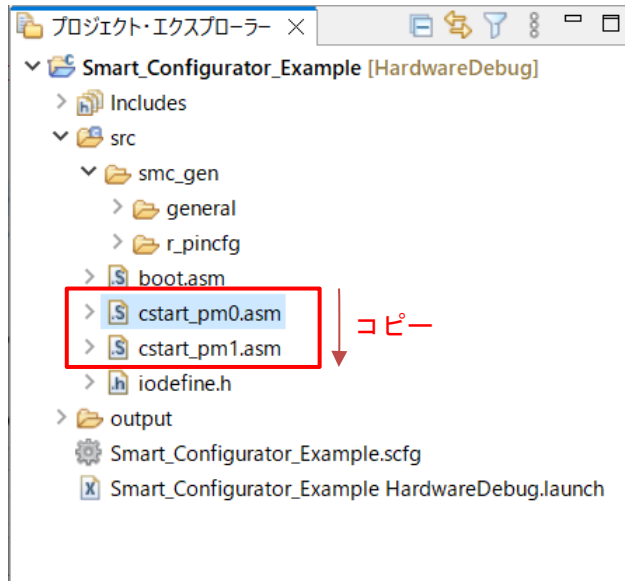 プロジェクト・エクスプローラー
Smart_Configurator_Example [HardwareDebug]
Includes
src
smc_gen
general
r_pincfg
boot.asm
cstart_pm0.asm
コピー
cstart_pm1.asm
iodefine.h
output
Smart_Configurator_Example.scfg
Smart_Configurator_Example HardwareDebug.launch